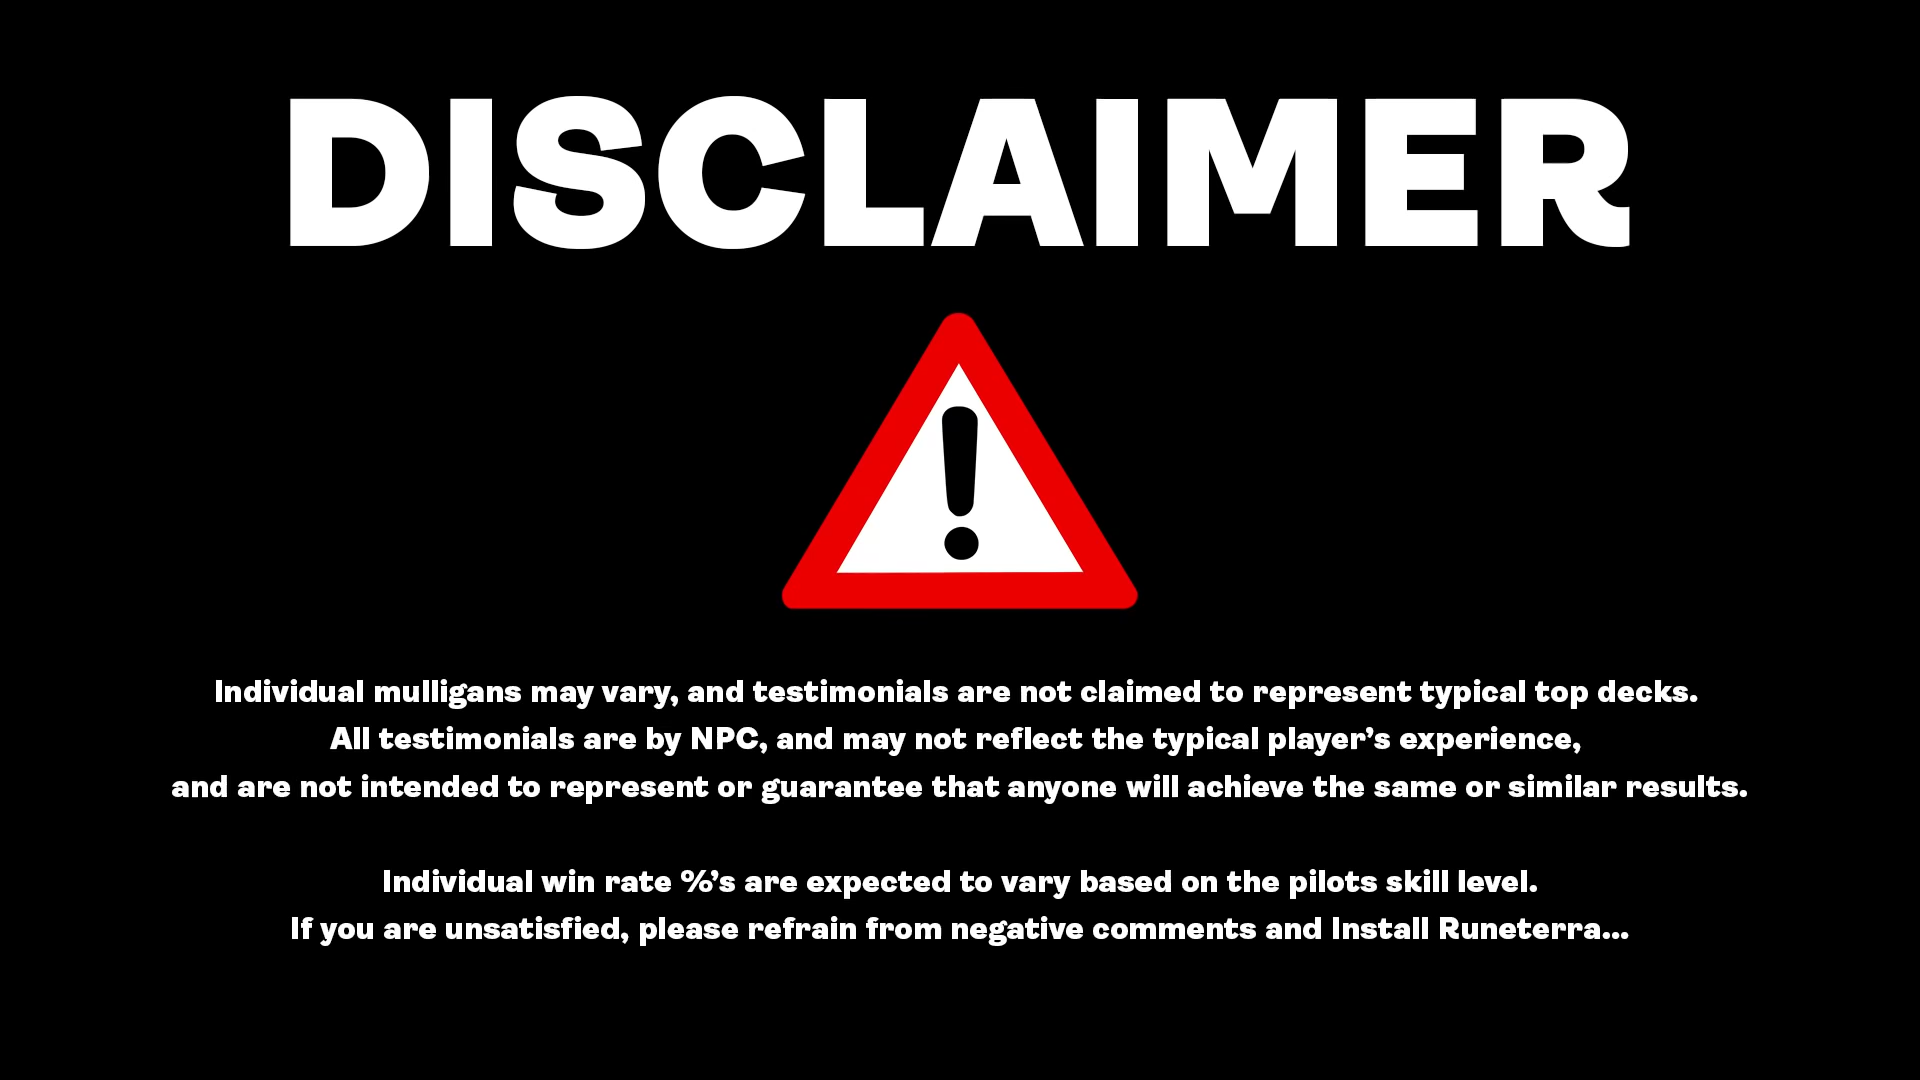 DISCLAIMER
!
Individual mulligans may vary, and testimonials are not claimed to represent typical top decks.
All testimonials are by NPC, and may not reflect the typical player’s experience,
and are not intended to represent or guarantee that anyone will achieve the same or similar results.
Individual win rate %’s are expected to vary based on the pilots skill level.
If you are unsatisfied, please refrain from negative comments and Install Runeterra...